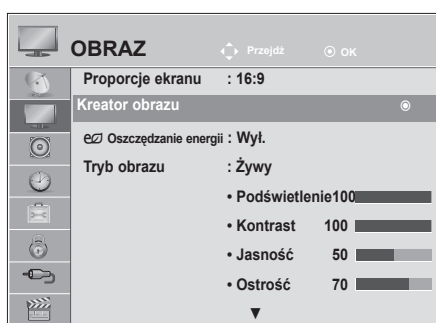 OBRAZ Przejdź OK
Proporcje ekranu : 16:9
Kreator obrazu
Oszczędzanie energii : Wył.
Tryb obrazu : Żywy
• Podświetlenie100
• Kontrast 100
• Jasność 50
• Ostrość 70